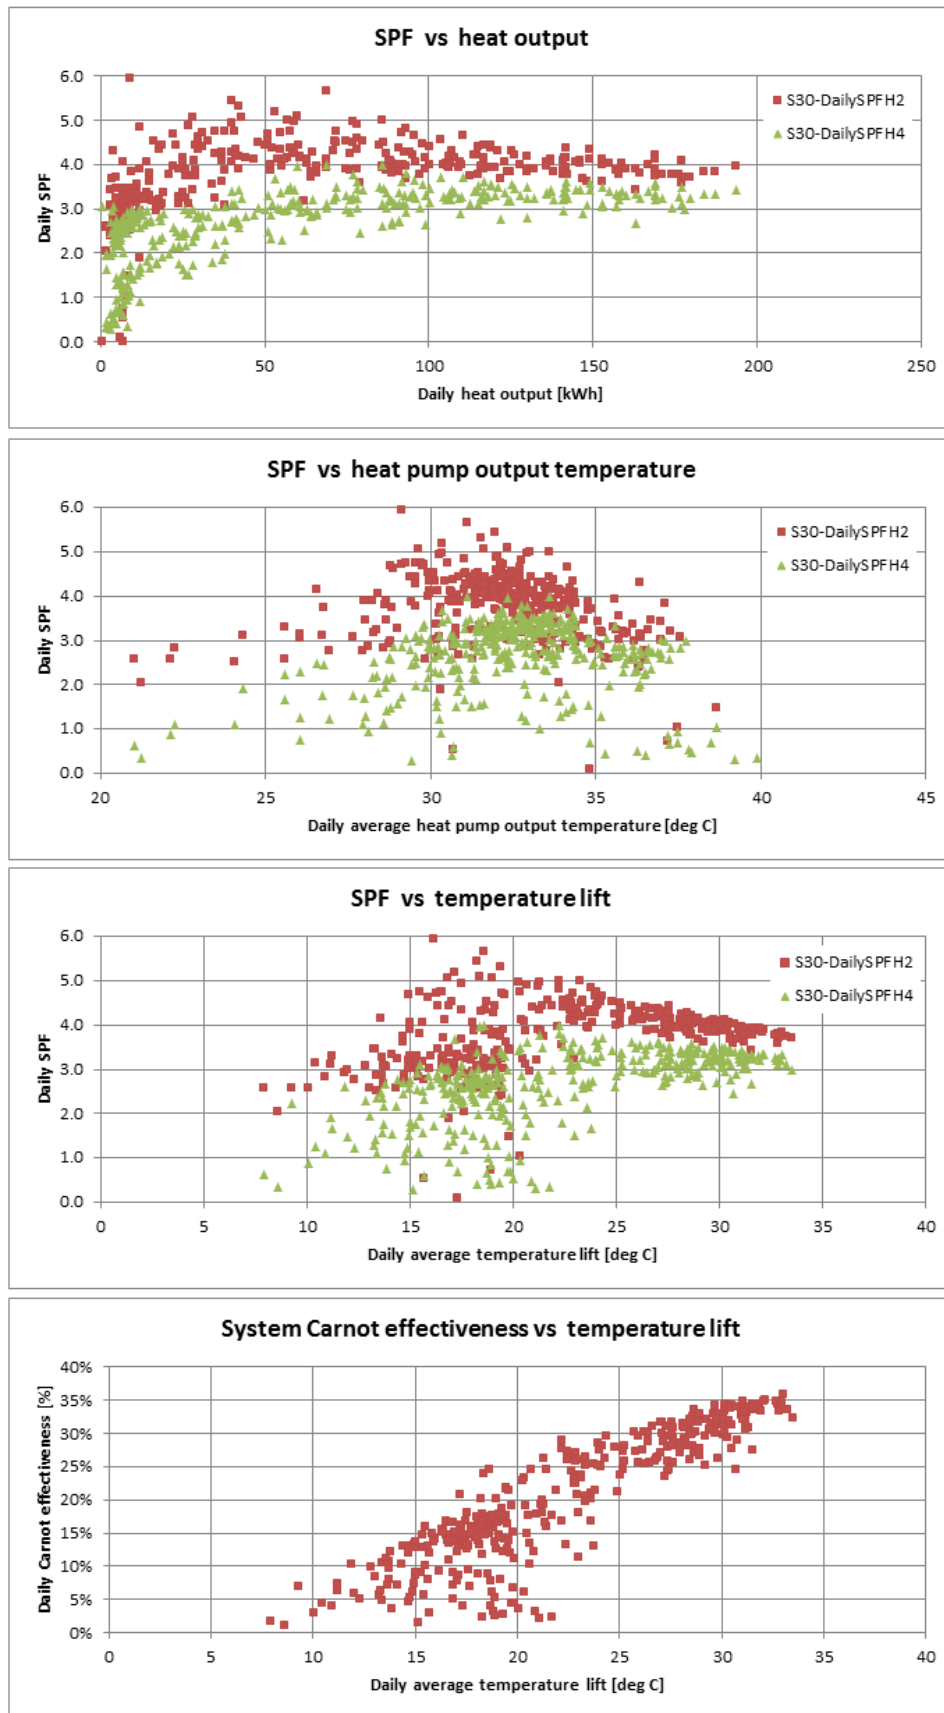 SPF vs heat output
6.0
5.0
4.0
3.0
2.0
1.0
0.0
Daily SPF
S30-DailySPFH2
S30-DailySPFH4
0 50 100 150 200 250
Daily heat output [kWh]
SPF vs heat pump output temperature
6.0
5.0
4.0
3.0
2.0
1.0
0.0
Daily SPF
S30-DailySPFH2
S30-DailySPFH4
20 25 30 35 40 45
Daily average heat pump output temperature [deg C]
SPF vs temperature lift
6.0
5.0
4.0
3.0
2.0
1.0
0.0
Daily SPF
S30-DailySPFH2
S30-DailySPFH4
0 5 10 15 20 25 30 35 40
Daily average temperature lift [deg C]
System Carnot effectiveness vs temperature lift
40%
35%
30%
25%
20%
15%
10%
5%
0%
Daily Carnot effectiveness [%]
0 5 10 15 20 25 30 35 40
Daily average temperature lift [deg C]